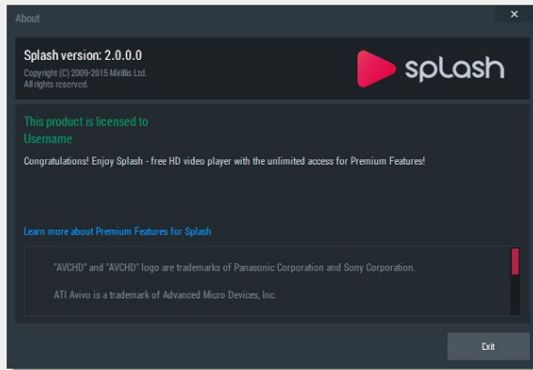 About
Splash version: 2.0.0.0
Copyright (C) 2009-2015 Mirillis Ltd.
All rights reserved.
splash
This product is licensed to
Username
Congratulations! Enjoy Splash - free HD video player with the unlimited access for Premium Features!
Learn more about Premium Features for Splash
"AVCHD" and "AVCHD" logo are trademarks of Panasonic Corporation and Sony Corporation.
ATI Avivo is a trademark of Advanced Micro Devices, Inc.
Exit